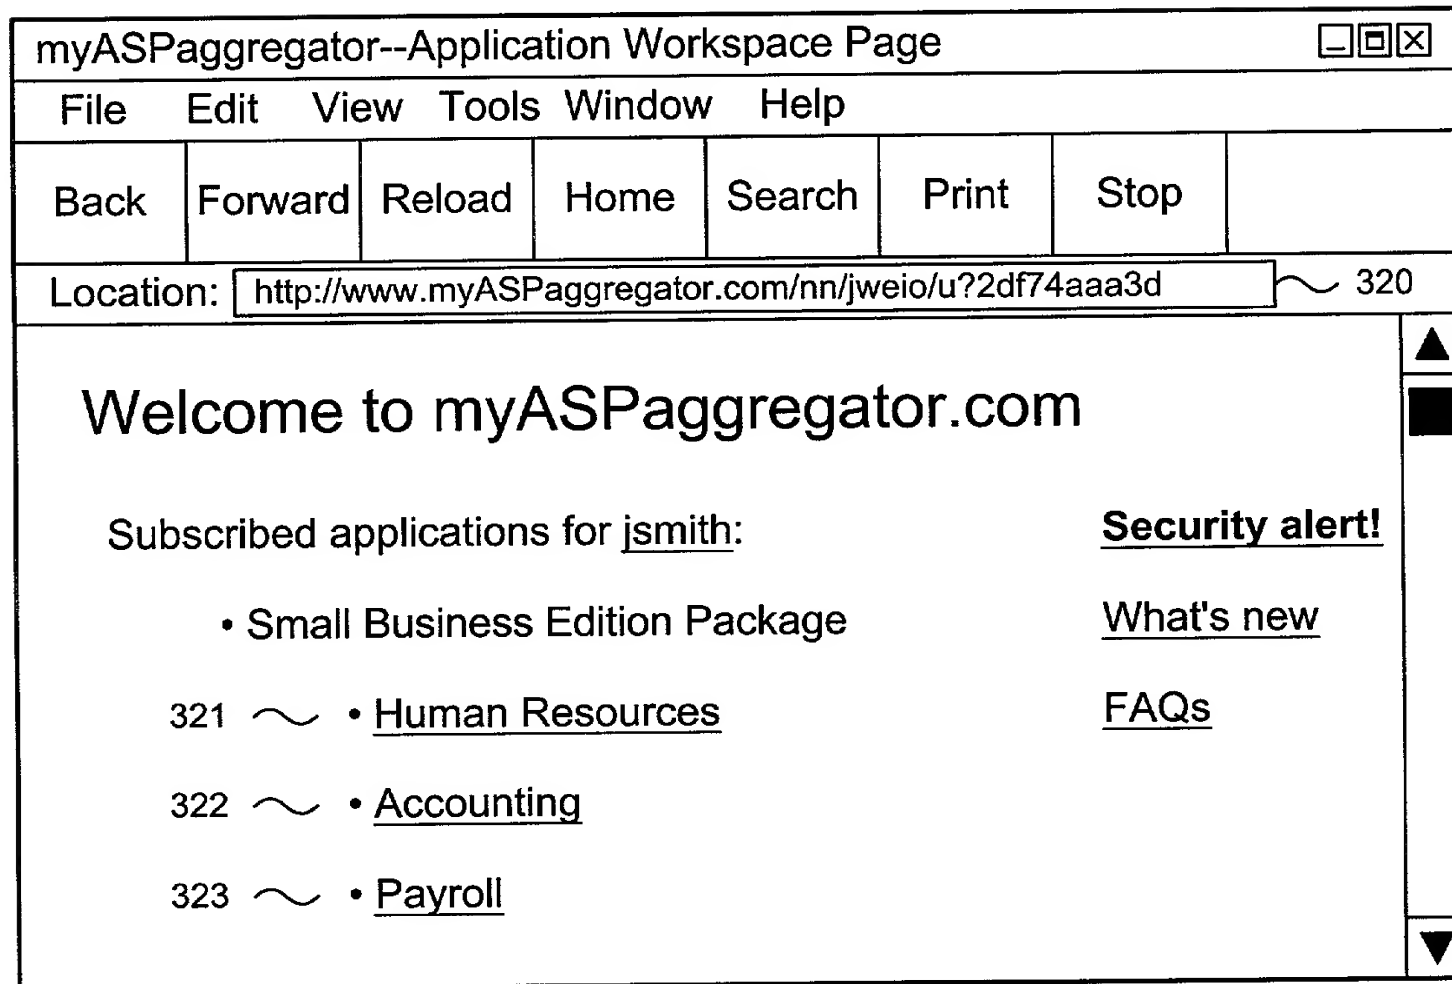 myASPaggregator--Application Workspace Page
File Edit View Tools Window Help
Back Forward Reload Home Search Print Stop
Location: http://www.myASPaggregator.com/nn/jweio/u?2df74aaa3d 320
Welcome to myASPaggregator.com
Subscribed applications for jsmith: Security alert!
• Small Business Edition Package What's new
321 • Human Resources FAQs
322 • Accounting
323 • Payroll